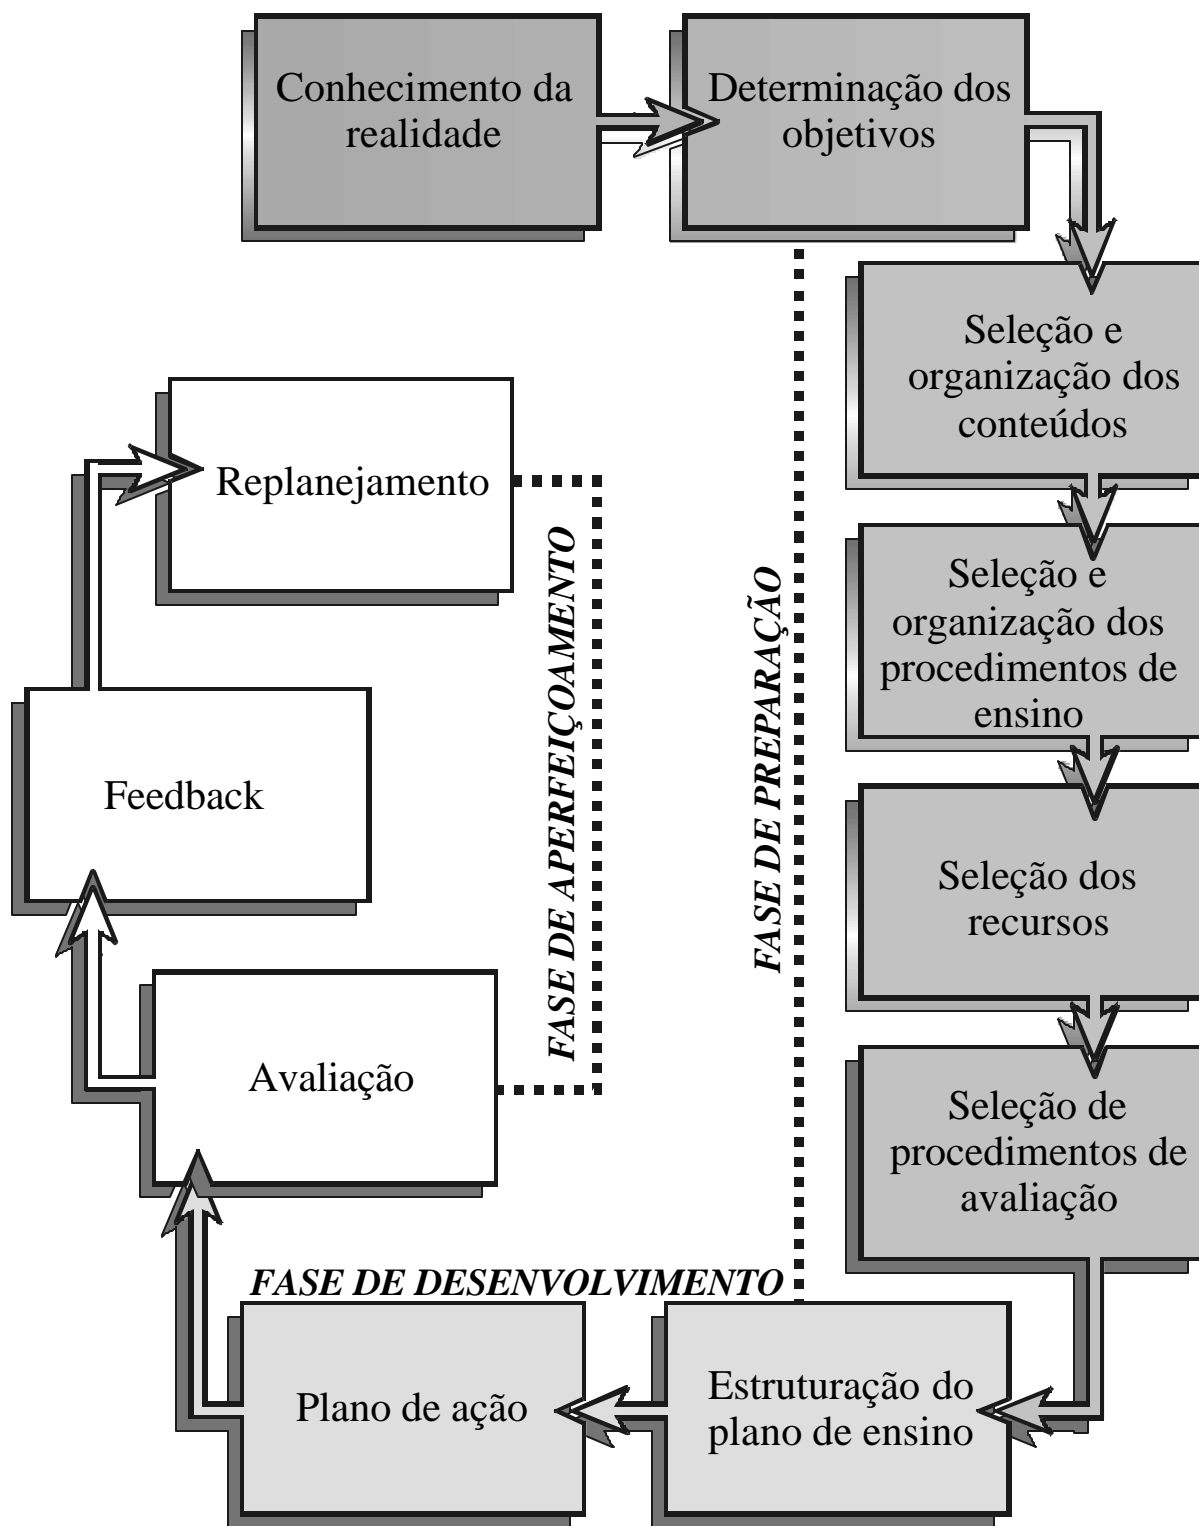 Conhecimento da
realidade
Determinação dos
objetivos
Seleção e
organização dos
conteúdos
Seleção e
organização dos
procedimentos de
ensino
Seleção dos
recursos
Seleção de
procedimentos de
avaliação
Estruturação do
plano de ensino
Plano de ação
Avaliação
Feedback
Replanejamento
FASE DE APERFEIÇOAMENTO
FASE DE PREPARAÇÃO
FASE DE DESENVOLVIMENTO